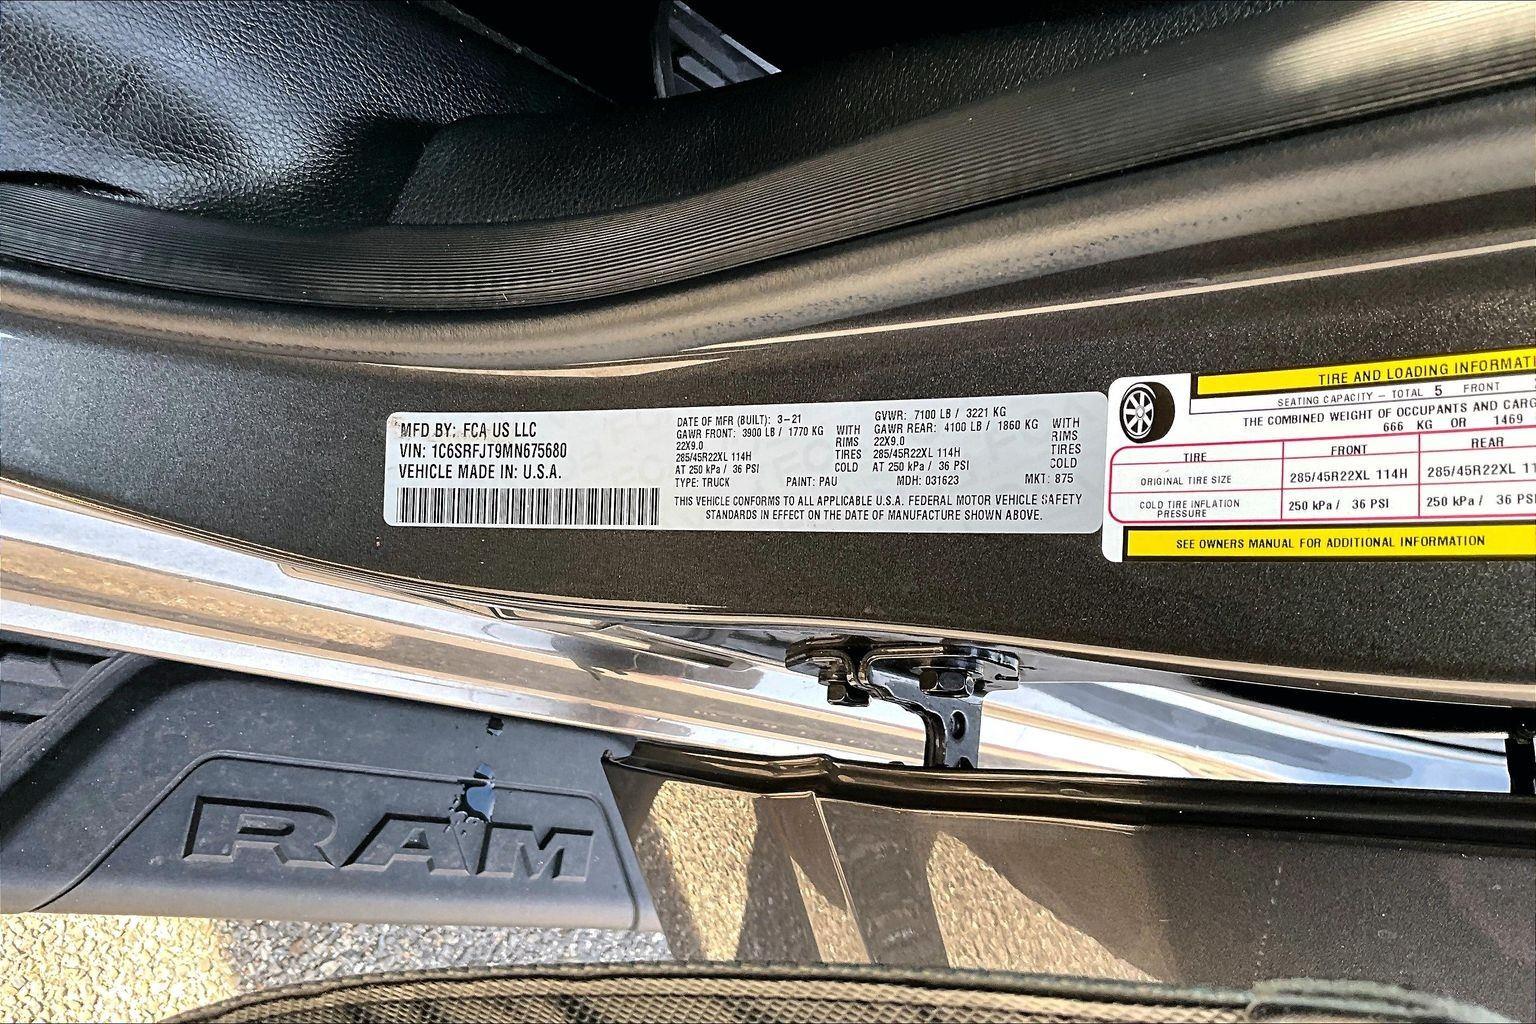 MFD BY: FCA US LLC
VIN: 1C6SRFJT9MN675680
VEHICLE MADE IN: U.S.A.
DATE OF MFR (BUILT): 3-21
GAWR FRONT: 3900 LB / 1770 KG WITH
22X9.0 RIMS
285/45R22XL 114H TIRES
AT 250 kPa / 36 PSI COLD
GVWR: 7100 LB / 3221 KG
GAWR REAR: 4100 LB / 1860 KG WITH
22X9.0 RIMS
285/45R22XL 114H TIRES
AT 250 kPa / 36 PSI COLD
TYPE: TRUCK PAINT: PAU MDH: 031623 MKT: 875
THIS VEHICLE CONFORMS TO ALL APPLICABLE U.S.A. FEDERAL MOTOR VEHICLE SAFETY
STANDARDS IN EFFECT ON THE DATE OF MANUFACTURE SHOWN ABOVE.
TIRE AND LOADING INFORMATI
SEATING CAPACITY - TOTAL 5 FRONT
THE COMBINED WEIGHT OF OCCUPANTS AND CARG
666 KG OR 1469
TIRE FRONT REAR
ORIGINAL TIRE SIZE 285/45R22XL 114H 285/45R22XL 11
COLD TIRE INFLATION PRESSURE 250 kPa / 36 PSI 250 kPa / 36 PS
SEE OWNERS MANUAL FOR ADDITIONAL INFORMATION
RAM